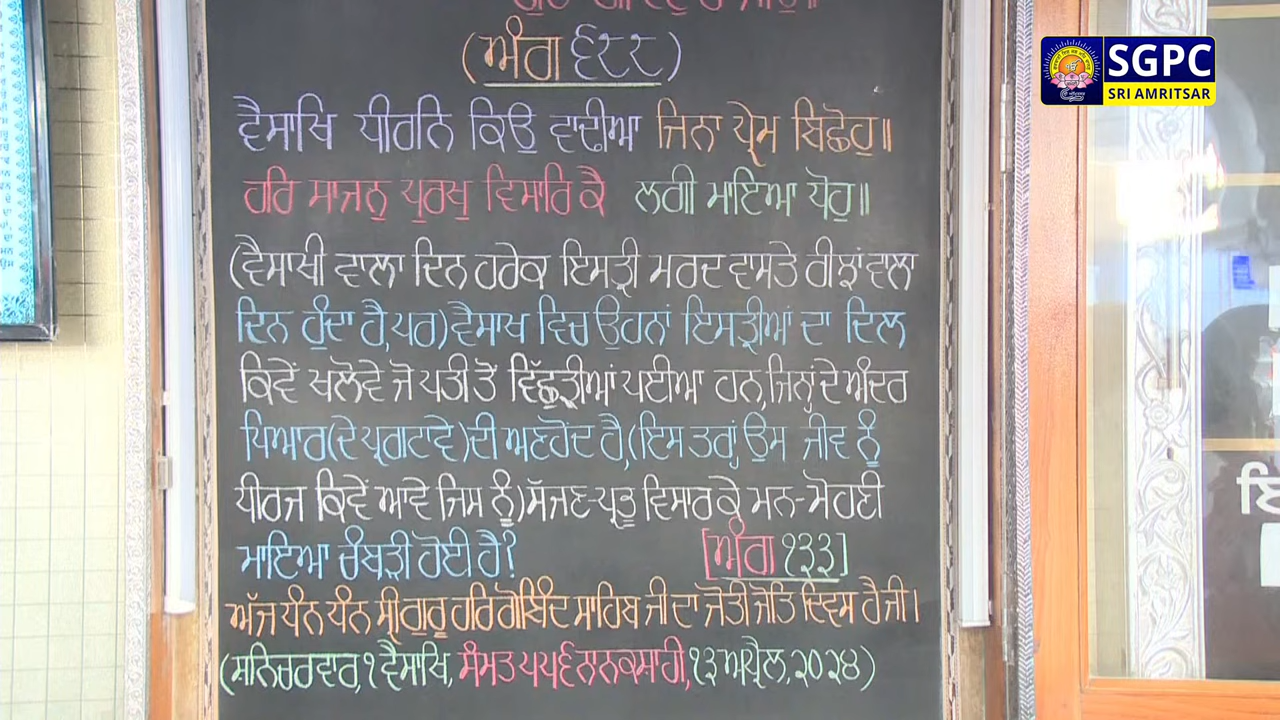 (ਅੰਗ ੬੮੮)
ਵੈਸਾਖਿ ਧੀਰਨਿ ਕਿਉ ਵਾਢੀਆ ਜਿਨਾ ਪ੍ਰੇਮ ਬਿਛੋਹੁ॥
ਹਰਿ ਸਾਜਨੁ ਪੁਰਖੁ ਵਿਸਾਰਿ ਕੈ ਲਗੀ ਮਾਇਆ ਧੋਹੁ॥
(ਵੈਸਾਖੀ ਵਾਲਾ ਦਿਨ ਹਰੇਕ ਇਸਤ੍ਰੀ ਮਰਦ ਵਾਸਤੇ ਰੀਝਾਂ ਵਾਲਾ
ਦਿਨ ਹੁੰਦਾ ਹੈ, ਪਰ) ਵੈਸਾਖ ਵਿਚ ਉਹਨਾਂ ਇਸਤ੍ਰੀਆਂ ਦਾ ਦਿਲ
ਕਿਵੇਂ ਖਲੋਵੇ ਜੋ ਪਤੀ ਤੋਂ ਵਿੱਛੁੜੀਆਂ ਪਈਆ ਹਨ, ਜਿਨ੍ਹਾਂ ਦੇ ਅੰਦਰ
ਪਿਆਰ (ਦੇ ਪ੍ਰਗਟਾਵੇ) ਦੀ ਅਣਹੋਂਦ ਹੈ, (ਇਸ ਤਰ੍ਹਾਂ ਉਸ ਜੀਵ ਨੂੰ
ਧੀਰਜ ਕਿਵੇਂ ਆਵੇ ਜਿਸ ਨੂੰ) ਸੱਜਣ-ਪ੍ਰਭੂ ਵਿਸਾਰ ਕੇ ਮਨ-ਮੋਹਣੀ
ਮਾਇਆ ਚੰਬੜੀ ਹੋਈ ਹੈ?
[ਅੰਗ ੧੩੩]
ਅੱਜ ਧੰਨ ਧੰਨ ਸ੍ਰੀ ਗੁਰੂ ਹਰਿਗੋਬਿੰਦ ਸਾਹਿਬ ਜੀ ਦਾ ਜੋਤੀ ਜੋਤਿ ਦਿਵਸ ਹੈ ਜੀ।
(ਸ਼ਨਿਚਰਵਾਰ, ੧ ਵੈਸਾਖਿ, ਸੰਮਤ ੫੫੬ ਨਾਨਕਸ਼ਾਹੀ, ੧੩ ਅਪ੍ਰੈਲ, ੨੦੨੪)
SGPC
SRI AMRITSAR